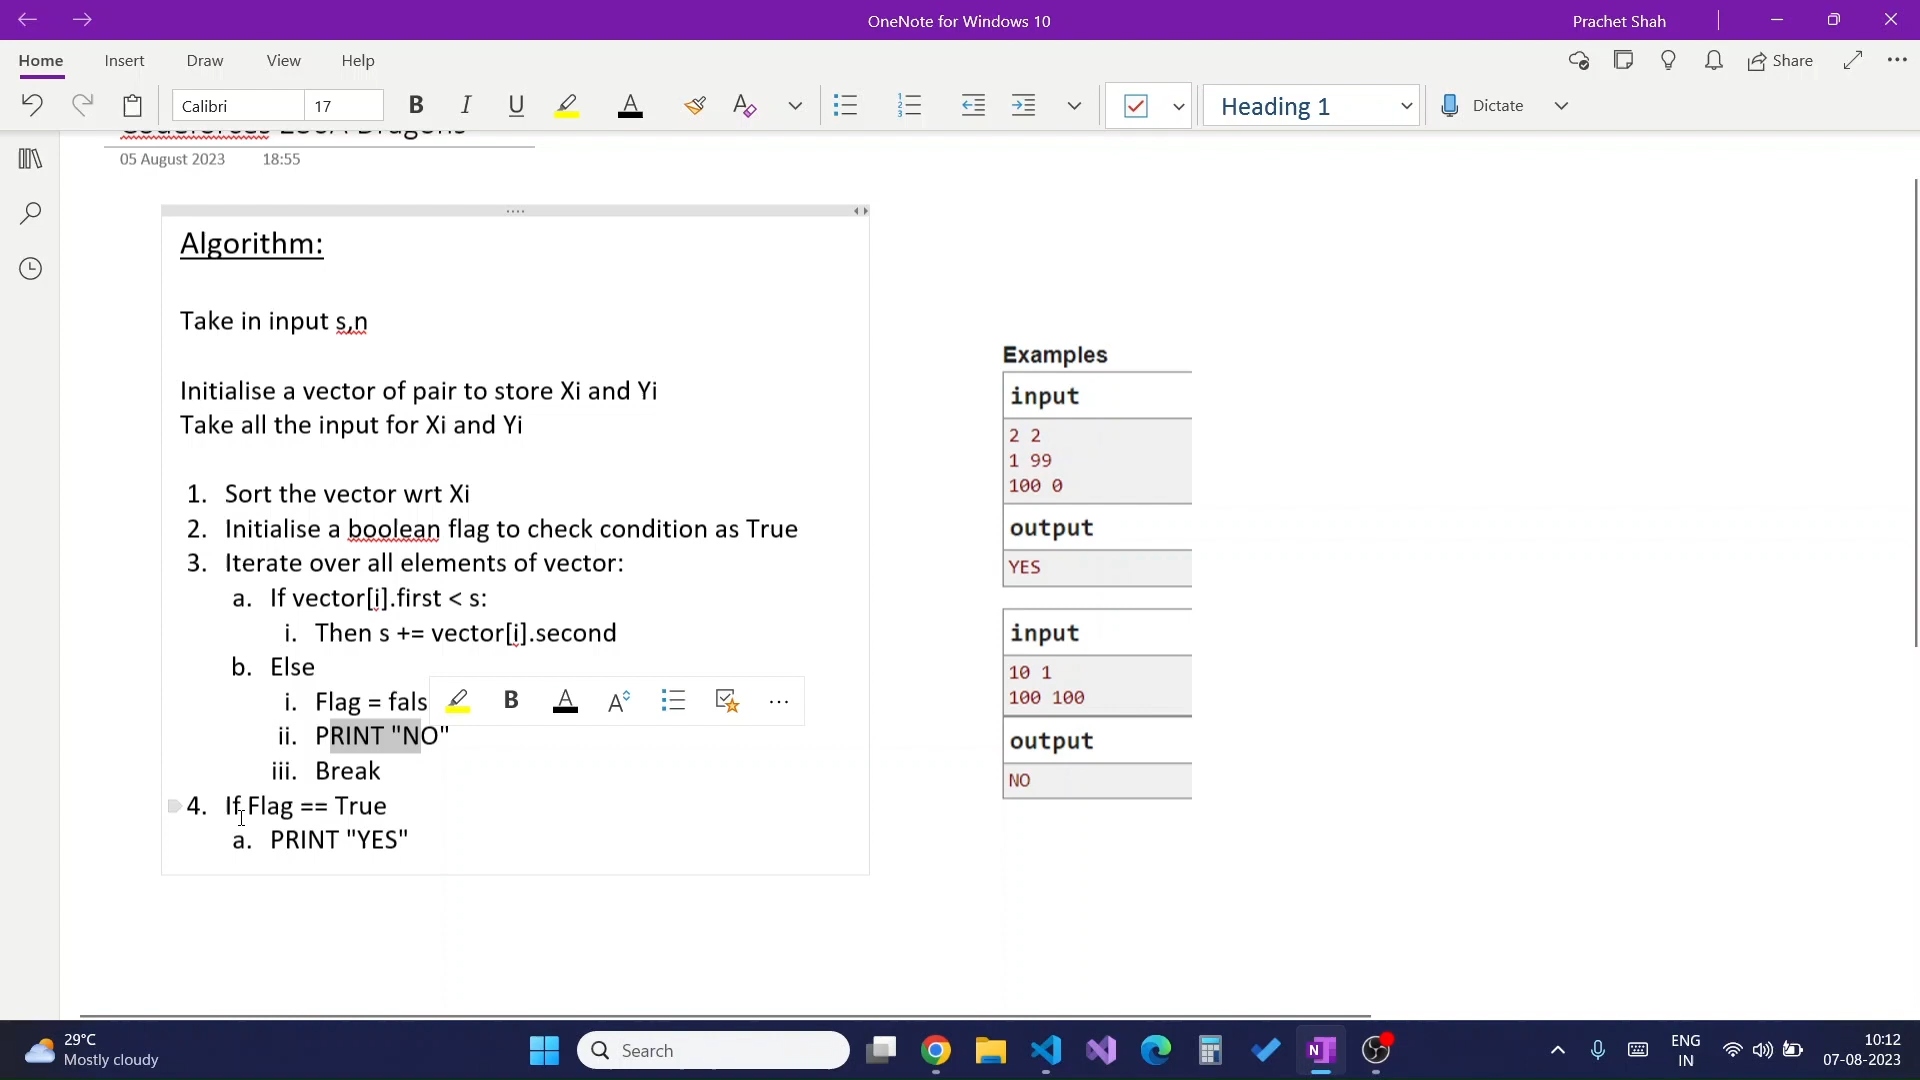 OneNote for Windows 10
Prachet Shah
Home
Insert
Draw
View
Help
Share
Calibri
17
Heading 1
Dictate
05 August 2023
18:55
Algorithm:
Take in input s,n
Initialise a vector of pair to store Xi and Yi
Take all the input for Xi and Yi
1. Sort the vector wrt Xi
2. Initialise a boolean flag to check condition as True
3. Iterate over all elements of vector:
a. If vector[i].first < s:
i. Then s += vector[i].second
b. Else
i. Flag = fals
ii. PRINT "NO"
iii. Break
4. If Flag == True
a. PRINT "YES"
Examples
input
2 2
1 99
100 0
output
YES
input
10 1
100 100
output
NO
29°C
Mostly cloudy
Search
ENG
IN
10:12
07-08-2023